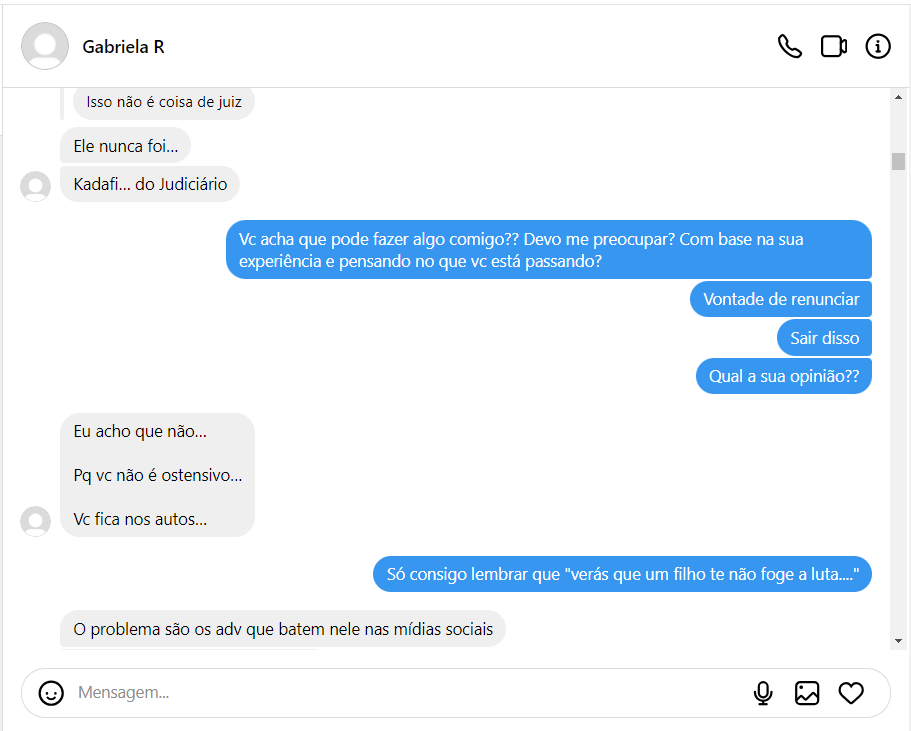 Gabriela R
Isso não é coisa de juiz
Ele nunca foi...
Kadafi... do Judiciário
Vc acha que pode fazer algo comigo?? Devo me preocupar? Com base na sua
experiência e pensando no que vc está passando?
Vontade de renunciar
Sair disso
Qual a sua opinião??
Eu acho que não...
Pq vc não é ostensivo...
Vc fica nos autos...
Só consigo lembrar que "verás que um filho te não foge a luta...."
O problema são os adv que batem nele nas mídias sociais
Mensagem...